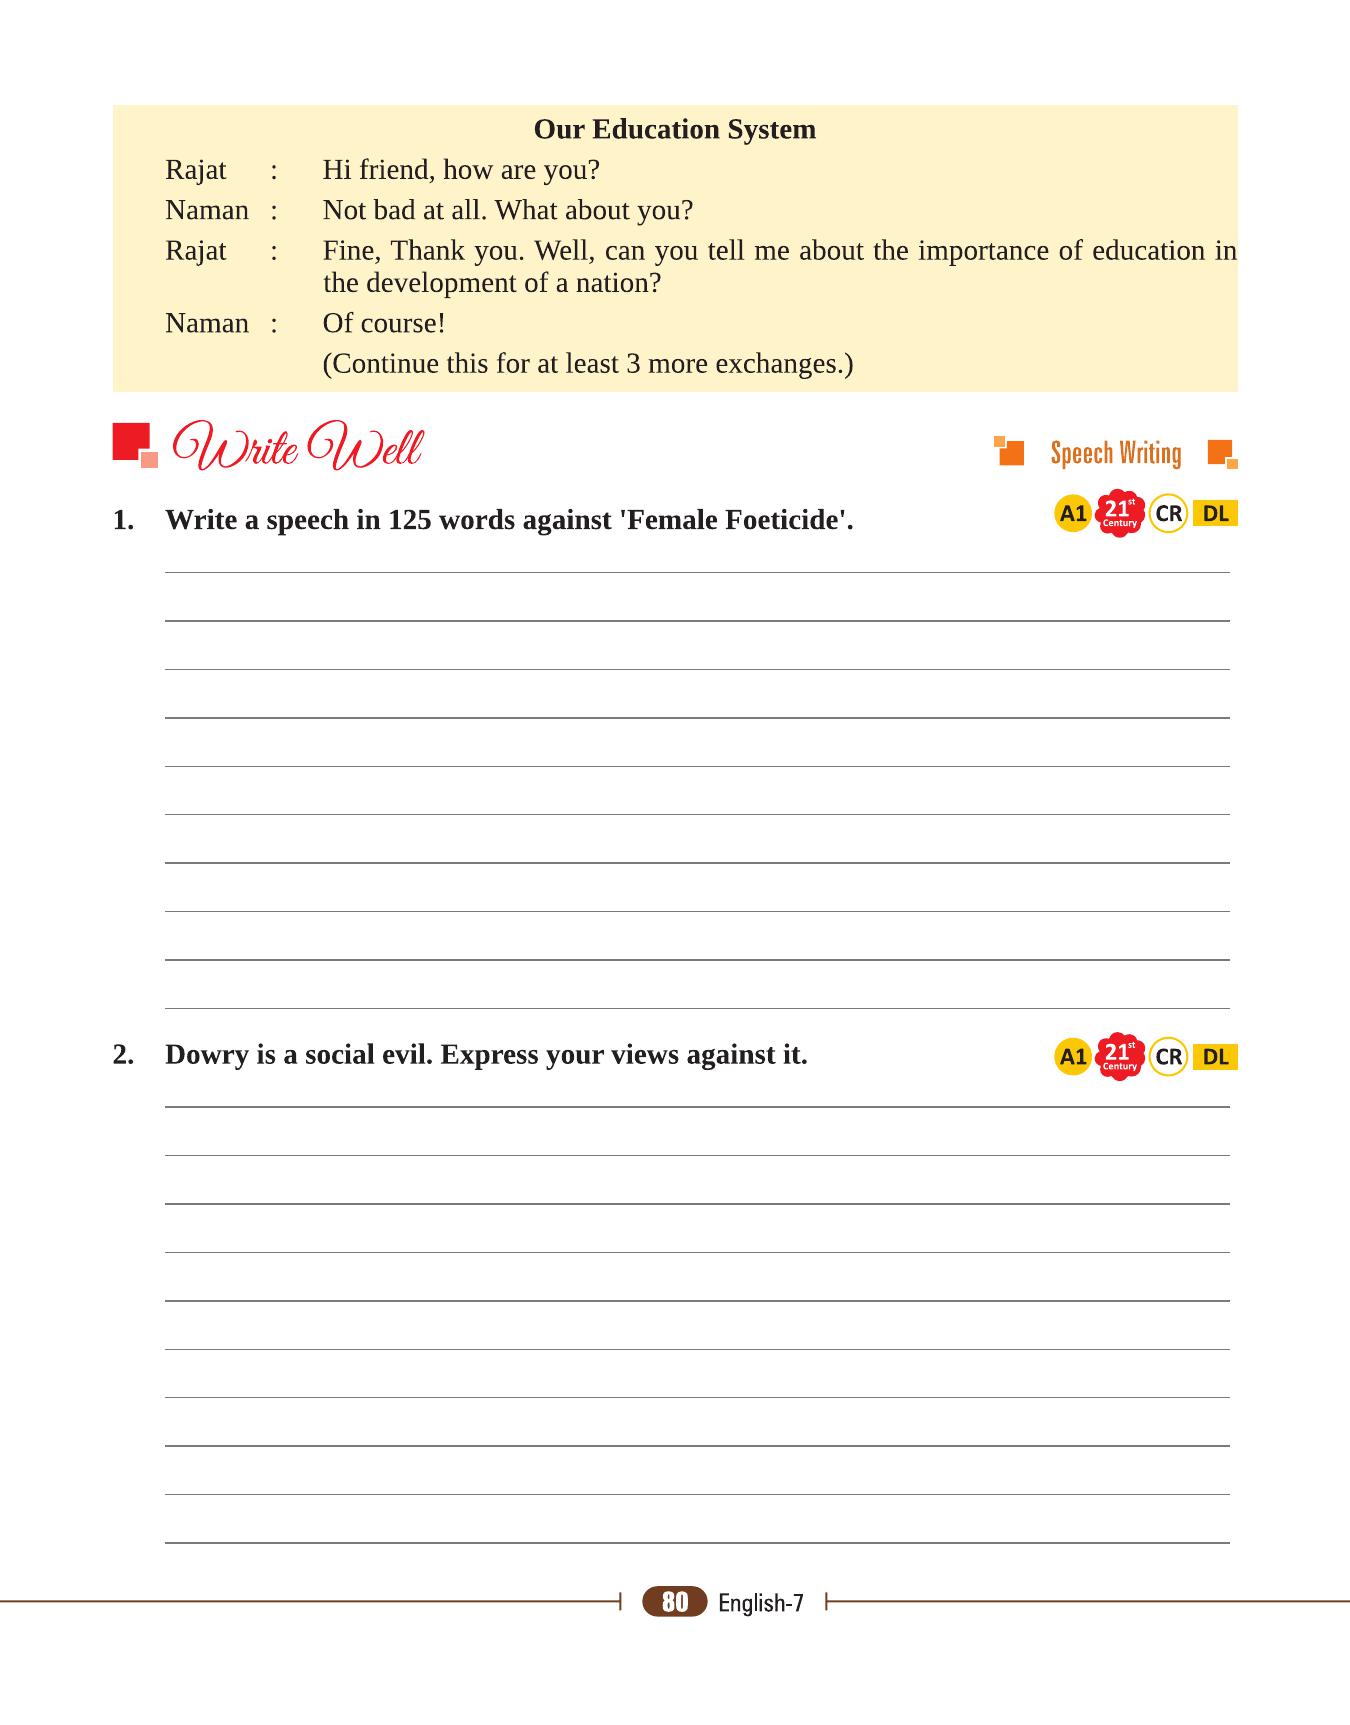 Our Education System
Rajat : Hi friend, how are you?
Naman : Not bad at all. What about you?
Rajat : Fine, Thank you. Well, can you tell me about the importance of education in
the development of a nation?
Naman : Of course!
(Continue this for at least 3 more exchanges.)
Write Well
Speech Writing
1. Write a speech in 125 words against 'Female Foeticide'.
A1 21st Century CR DL
2. Dowry is a social evil. Express your views against it.
A1 21st Century CR DL
80 English-7